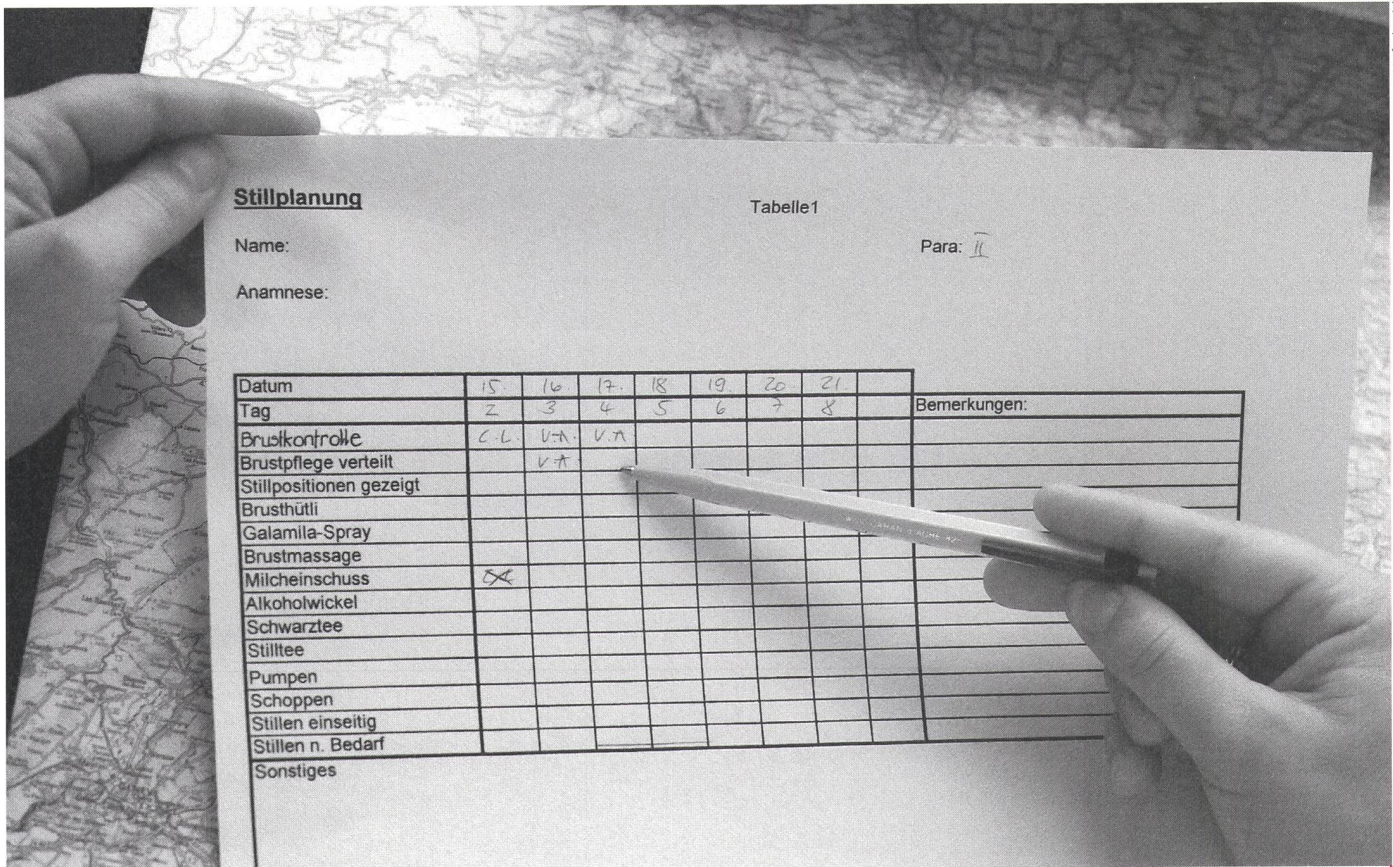 Stillplanung
Tabelle1
Name:
Para: II
Anamnese:
Datum 15. 16. 17. 18 19. 20. 21.
Tag 2 3 4 5 6 7 8
Bemerkungen:
Brustkontrolle C.L. V.A. V.A
Brustpflege verteilt V.A
Stillpositionen gezeigt
Brusthütli
Galamila-Spray
Brustmassage
Milcheinschuss
Alkoholwickel
Schwarztee
Stilltee
Pumpen
Schoppen
Stillen einseitig
Stillen n. Bedarf
Sonstiges